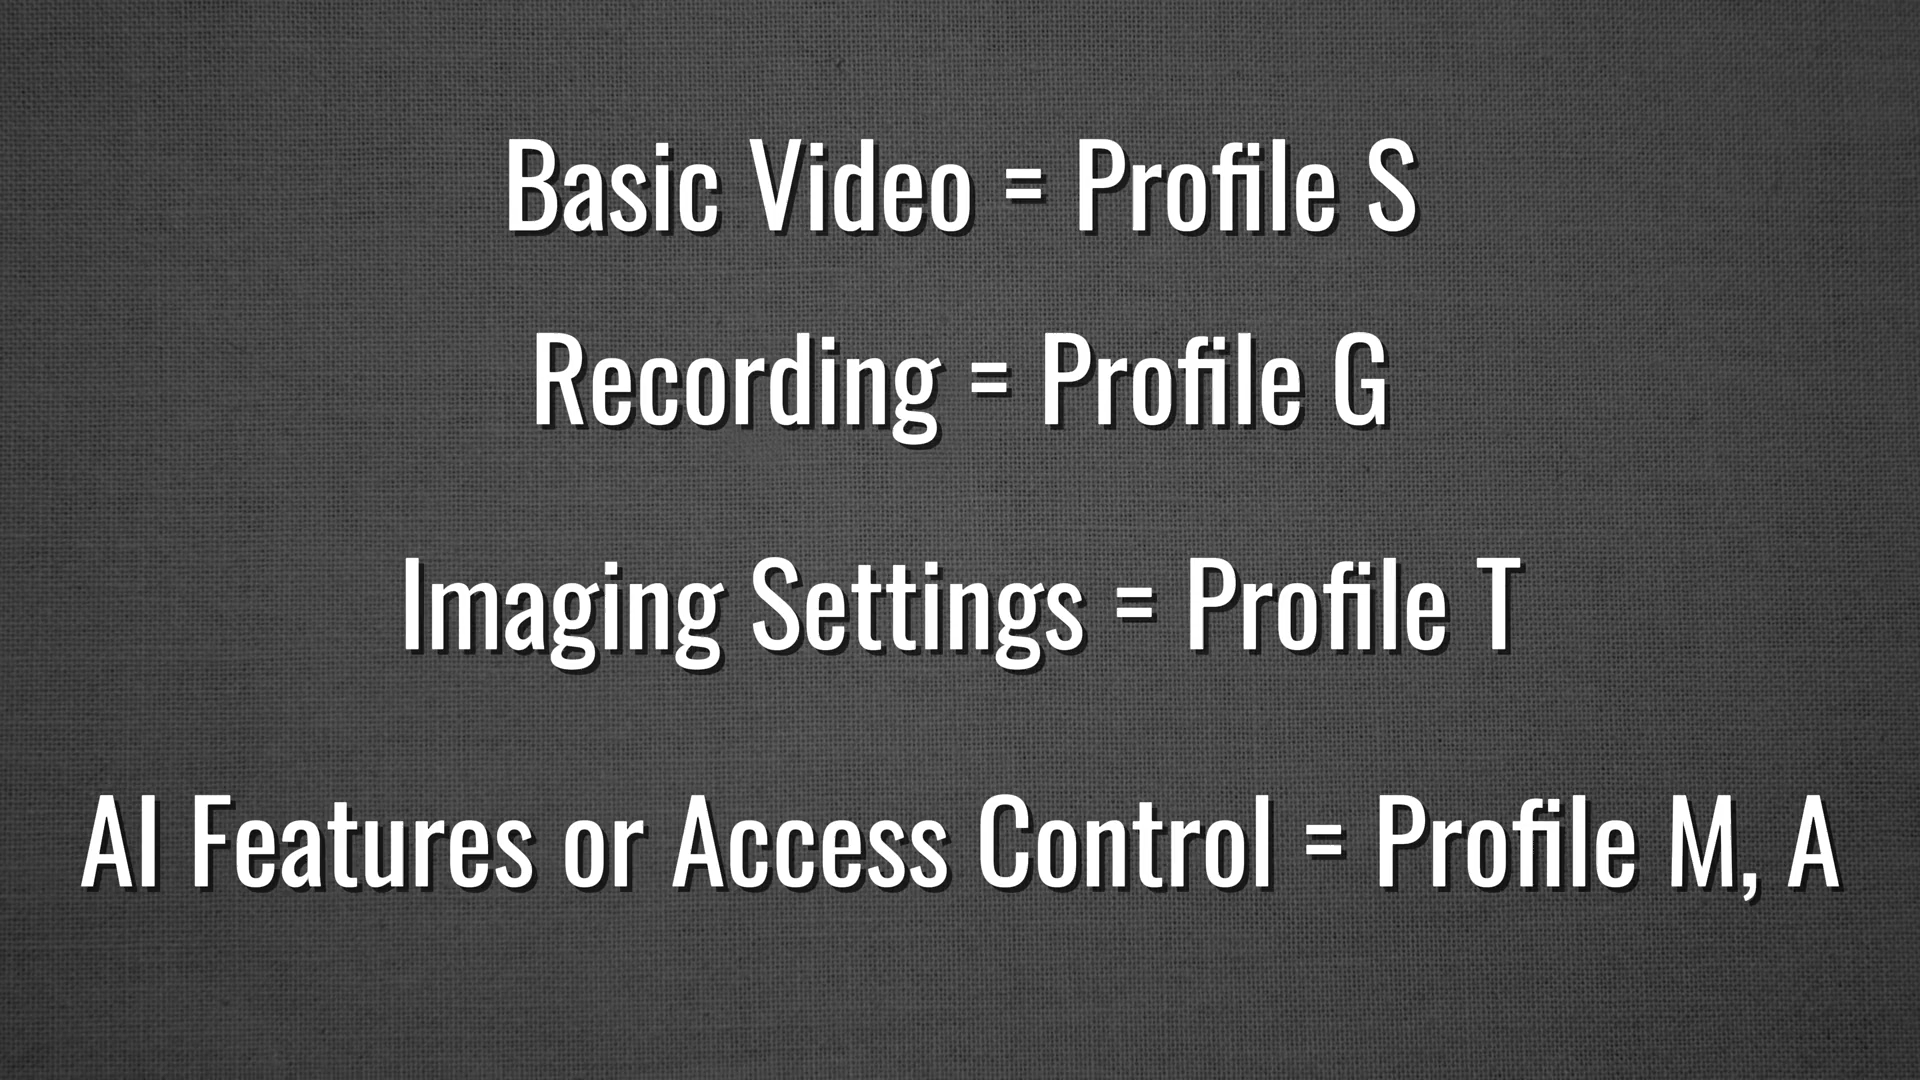 Basic Video = Profile S
Recording = Profile G
Imaging Settings = Profile T
AI Features or Access Control = Profile M, A